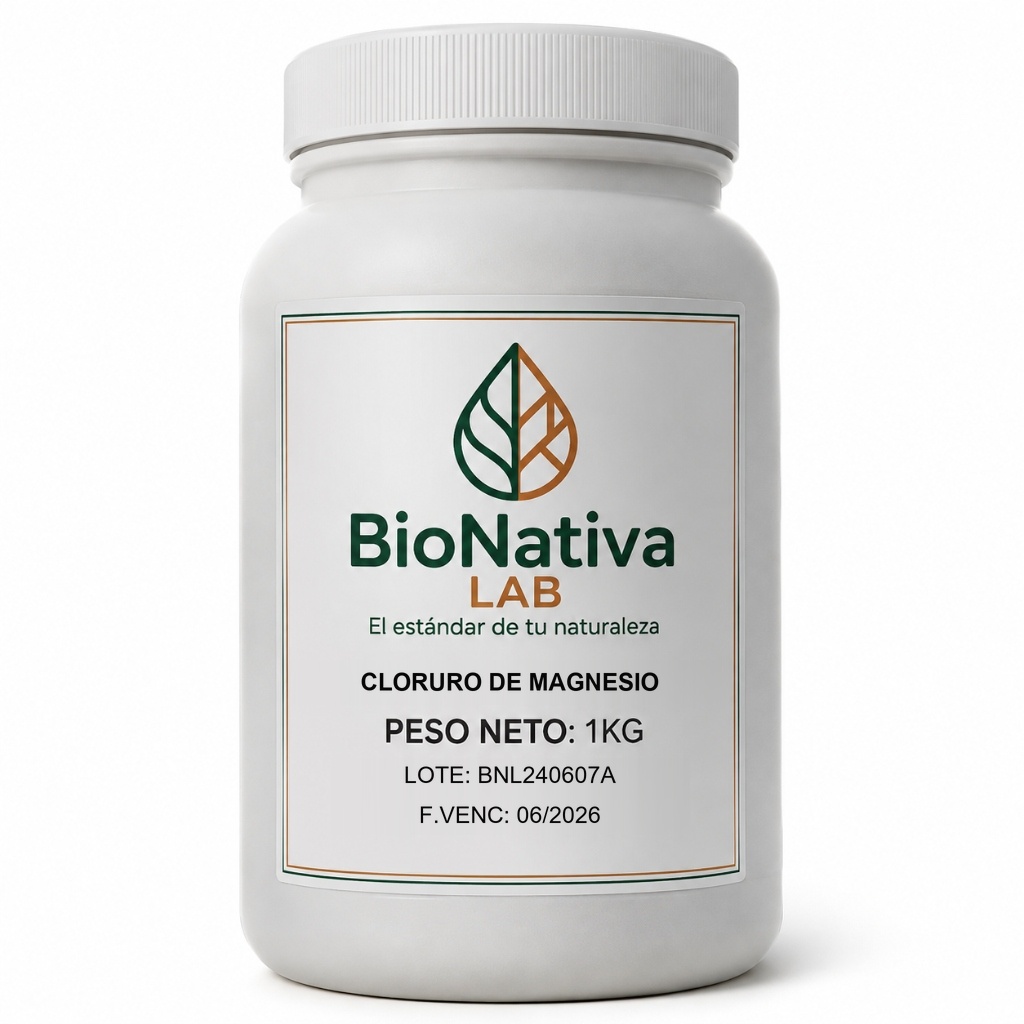 BioNativa
LAB
El estándar de tu naturaleza
CLORURO DE MAGNESIO
PESO NETO: 1KG
LOTE: BNL240607A
F.VENC: 06/2026